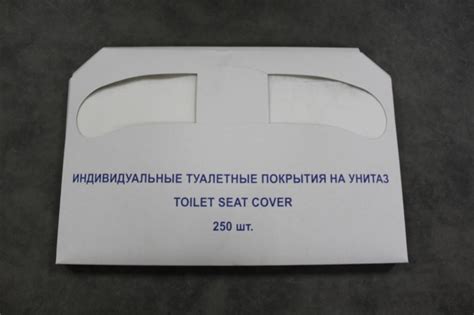 ИНДИВИДУАЛЬНЫЕ ТУАЛЕТНЫЕ ПОКРЫТИЯ НА УНИТАЗ
TOILET SEAT COVER
250 шт.